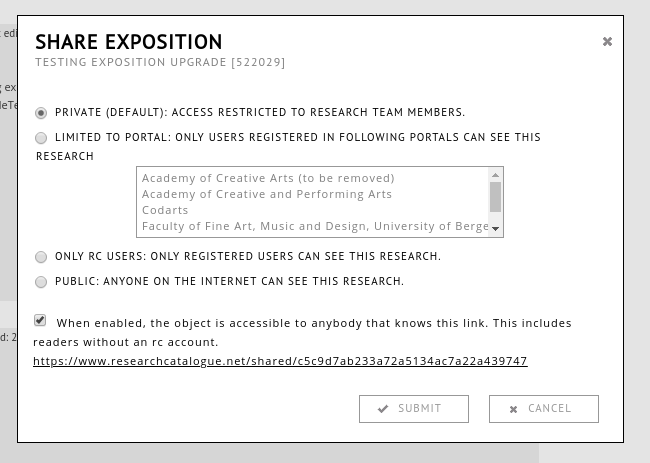 SHARE EXPOSITION
TESTING EXPOSITION UPGRADE [522029]
PRIVATE (DEFAULT): ACCESS RESTRICTED TO RESEARCH TEAM MEMBERS.
LIMITED TO PORTAL: ONLY USERS REGISTERED IN FOLLOWING PORTALS CAN SEE THIS
RESEARCH
Academy of Creative Arts (to be removed)
Academy of Creative and Performing Arts
Codarts
Faculty of Fine Art, Music and Design, University of Berge
ONLY RC USERS: ONLY REGISTERED USERS CAN SEE THIS RESEARCH.
PUBLIC: ANYONE ON THE INTERNET CAN SEE THIS RESEARCH.
When enabled, the object is accessible to anybody that knows this link. This includes
readers without an rc account.
https://www.researchcatalogue.net/shared/c5c9d7ab233a72a5134ac7a22a439747
SUBMIT
CANCEL